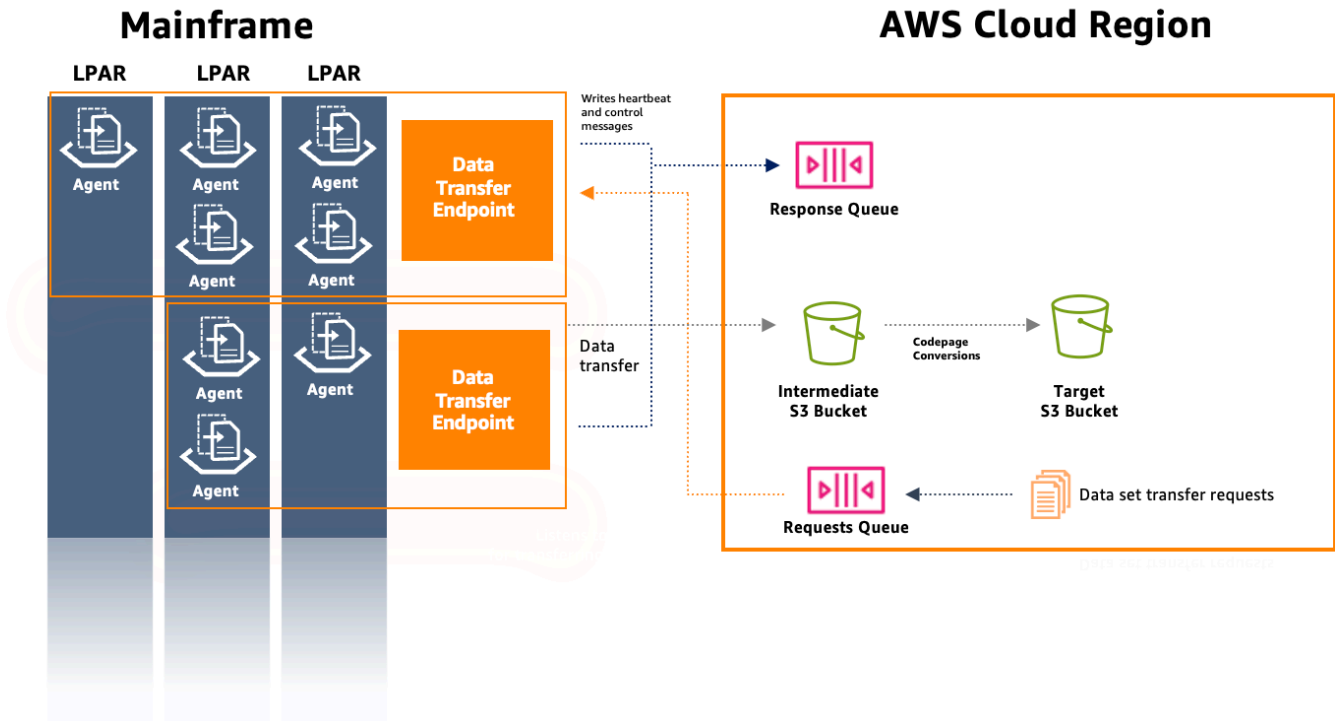 Mainframe
AWS Cloud Region
LPAR
LPAR
LPAR
Agent
Agent
Agent
Agent
Agent
Data
Transfer
Endpoint
Agent
Agent
Agent
Data
Transfer
Endpoint
Writes heartbeat
and control
messages
Data
transfer
Response Queue
Intermediate
S3 Bucket
Codepage
Conversions
Target
S3 Bucket
Requests Queue
Data set transfer requests